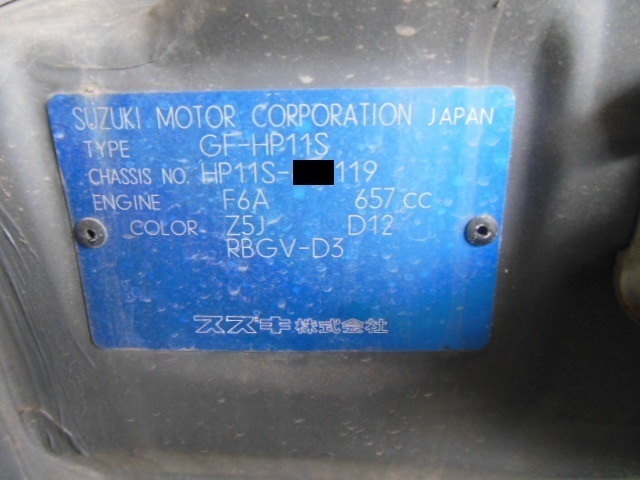 SUZUKI MOTOR CORPORATION JAPAN
TYPE GF-HP11S
CHASSIS NO. HP11S- 119
ENGINE F6A 657 cc
COLOR Z5J D12
RBGV-D3
スズキ株式会社